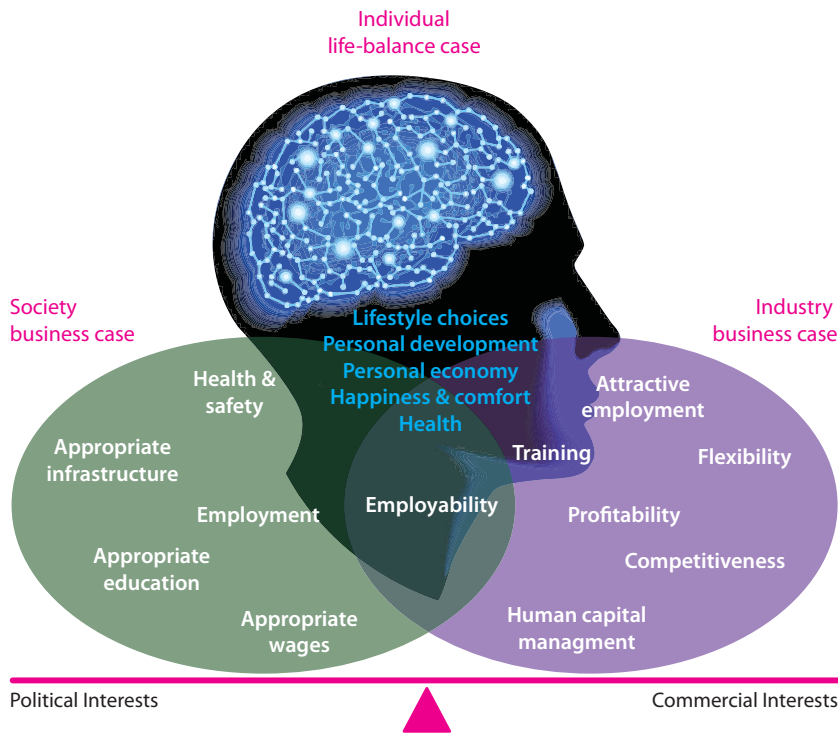 Individual
life-balance case
Society
business case
Industry
business case
Lifestyle choices
Personal development
Personal economy
Happiness & comfort
Health
Health &
safety
Appropriate
infrastructure
Employment
Appropriate
education
Appropriate
wages
Employability
Attractive
employment
Training
Flexibility
Profitability
Competitiveness
Human capital
managment
Political Interests
Commercial Interests